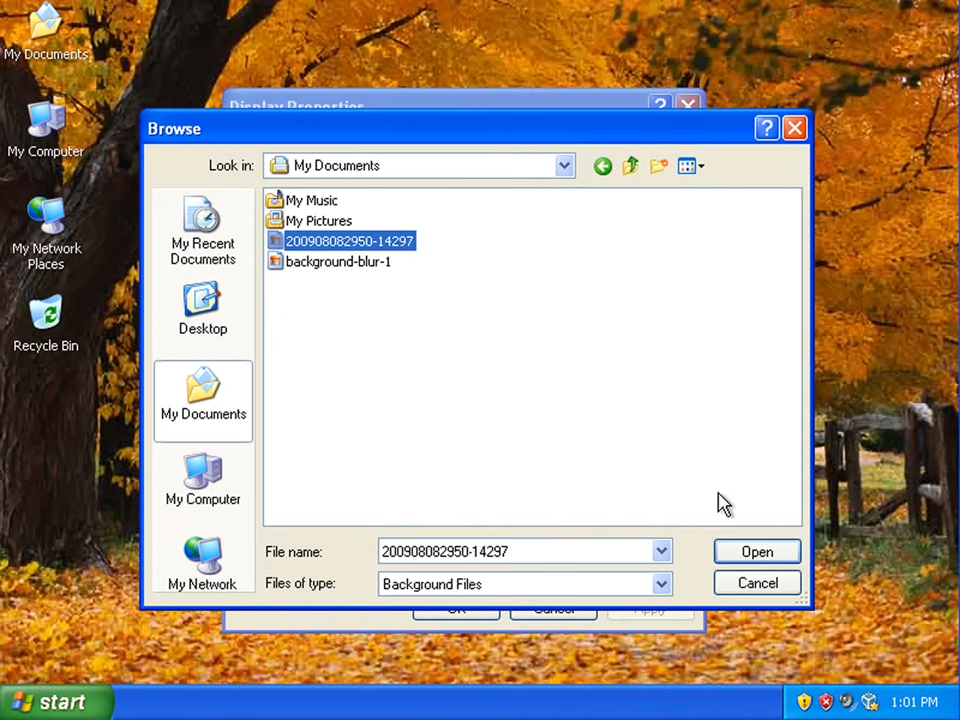 My Documents
My Computer
My Network
Places
Recycle Bin
Display Properties
Browse
Look in:
My Documents
My Recent
Documents
Desktop
My Documents
My Computer
My Network
My Music
My Pictures
200908082950-14297
background-blur-1
File name:
200908082950-14297
Open
Files of type:
Background Files
Cancel
OK
Cancel
Apply
start
1:01 PM